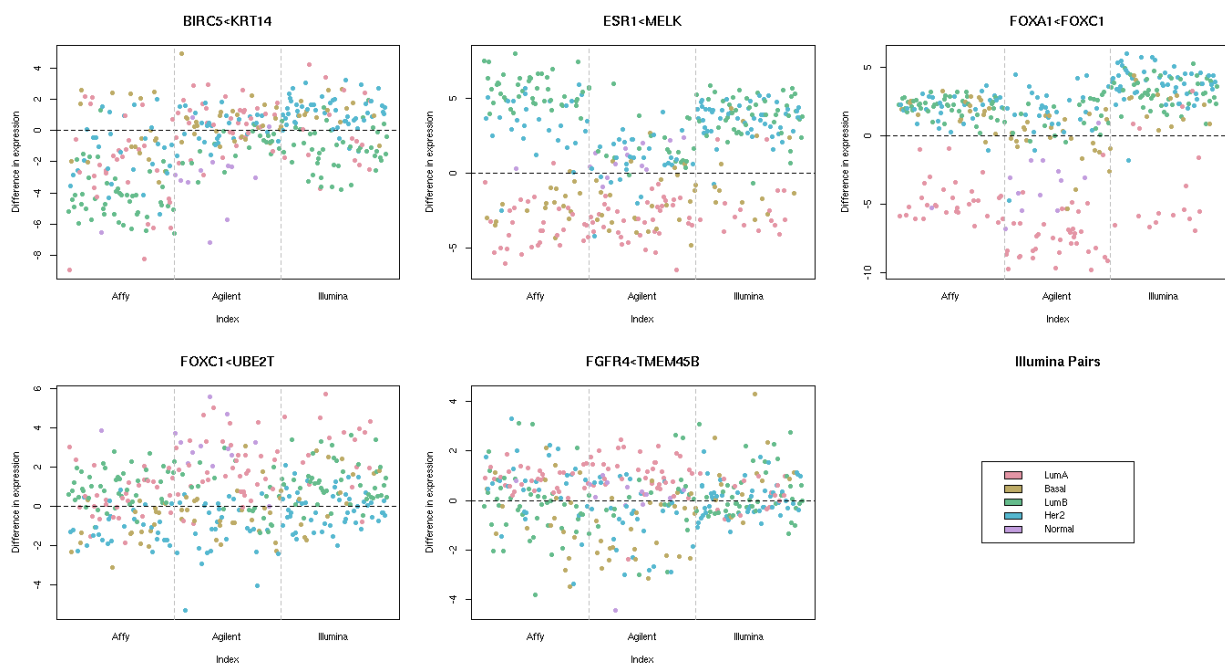 BIRC5<KRT14
Difference in expression
4
2
0
-2
-4
-6
-8
Affy
Agilent
Illumina
Index
ESR1<MELK
Difference in expression
5
0
-5
Affy
Agilent
Illumina
Index
FOXA1<FOXC1
Difference in expression
5
0
-5
-10
Affy
Agilent
Illumina
Index
FOXC1<UBE2T
Difference in expression
6
4
2
0
-2
-4
Affy
Agilent
Illumina
Index
FGFR4<TMEM45B
Difference in expression
4
2
0
-2
-4
Affy
Agilent
Illumina
Index
Illumina Pairs
LumA
Basal
LumB
Her2
Normal